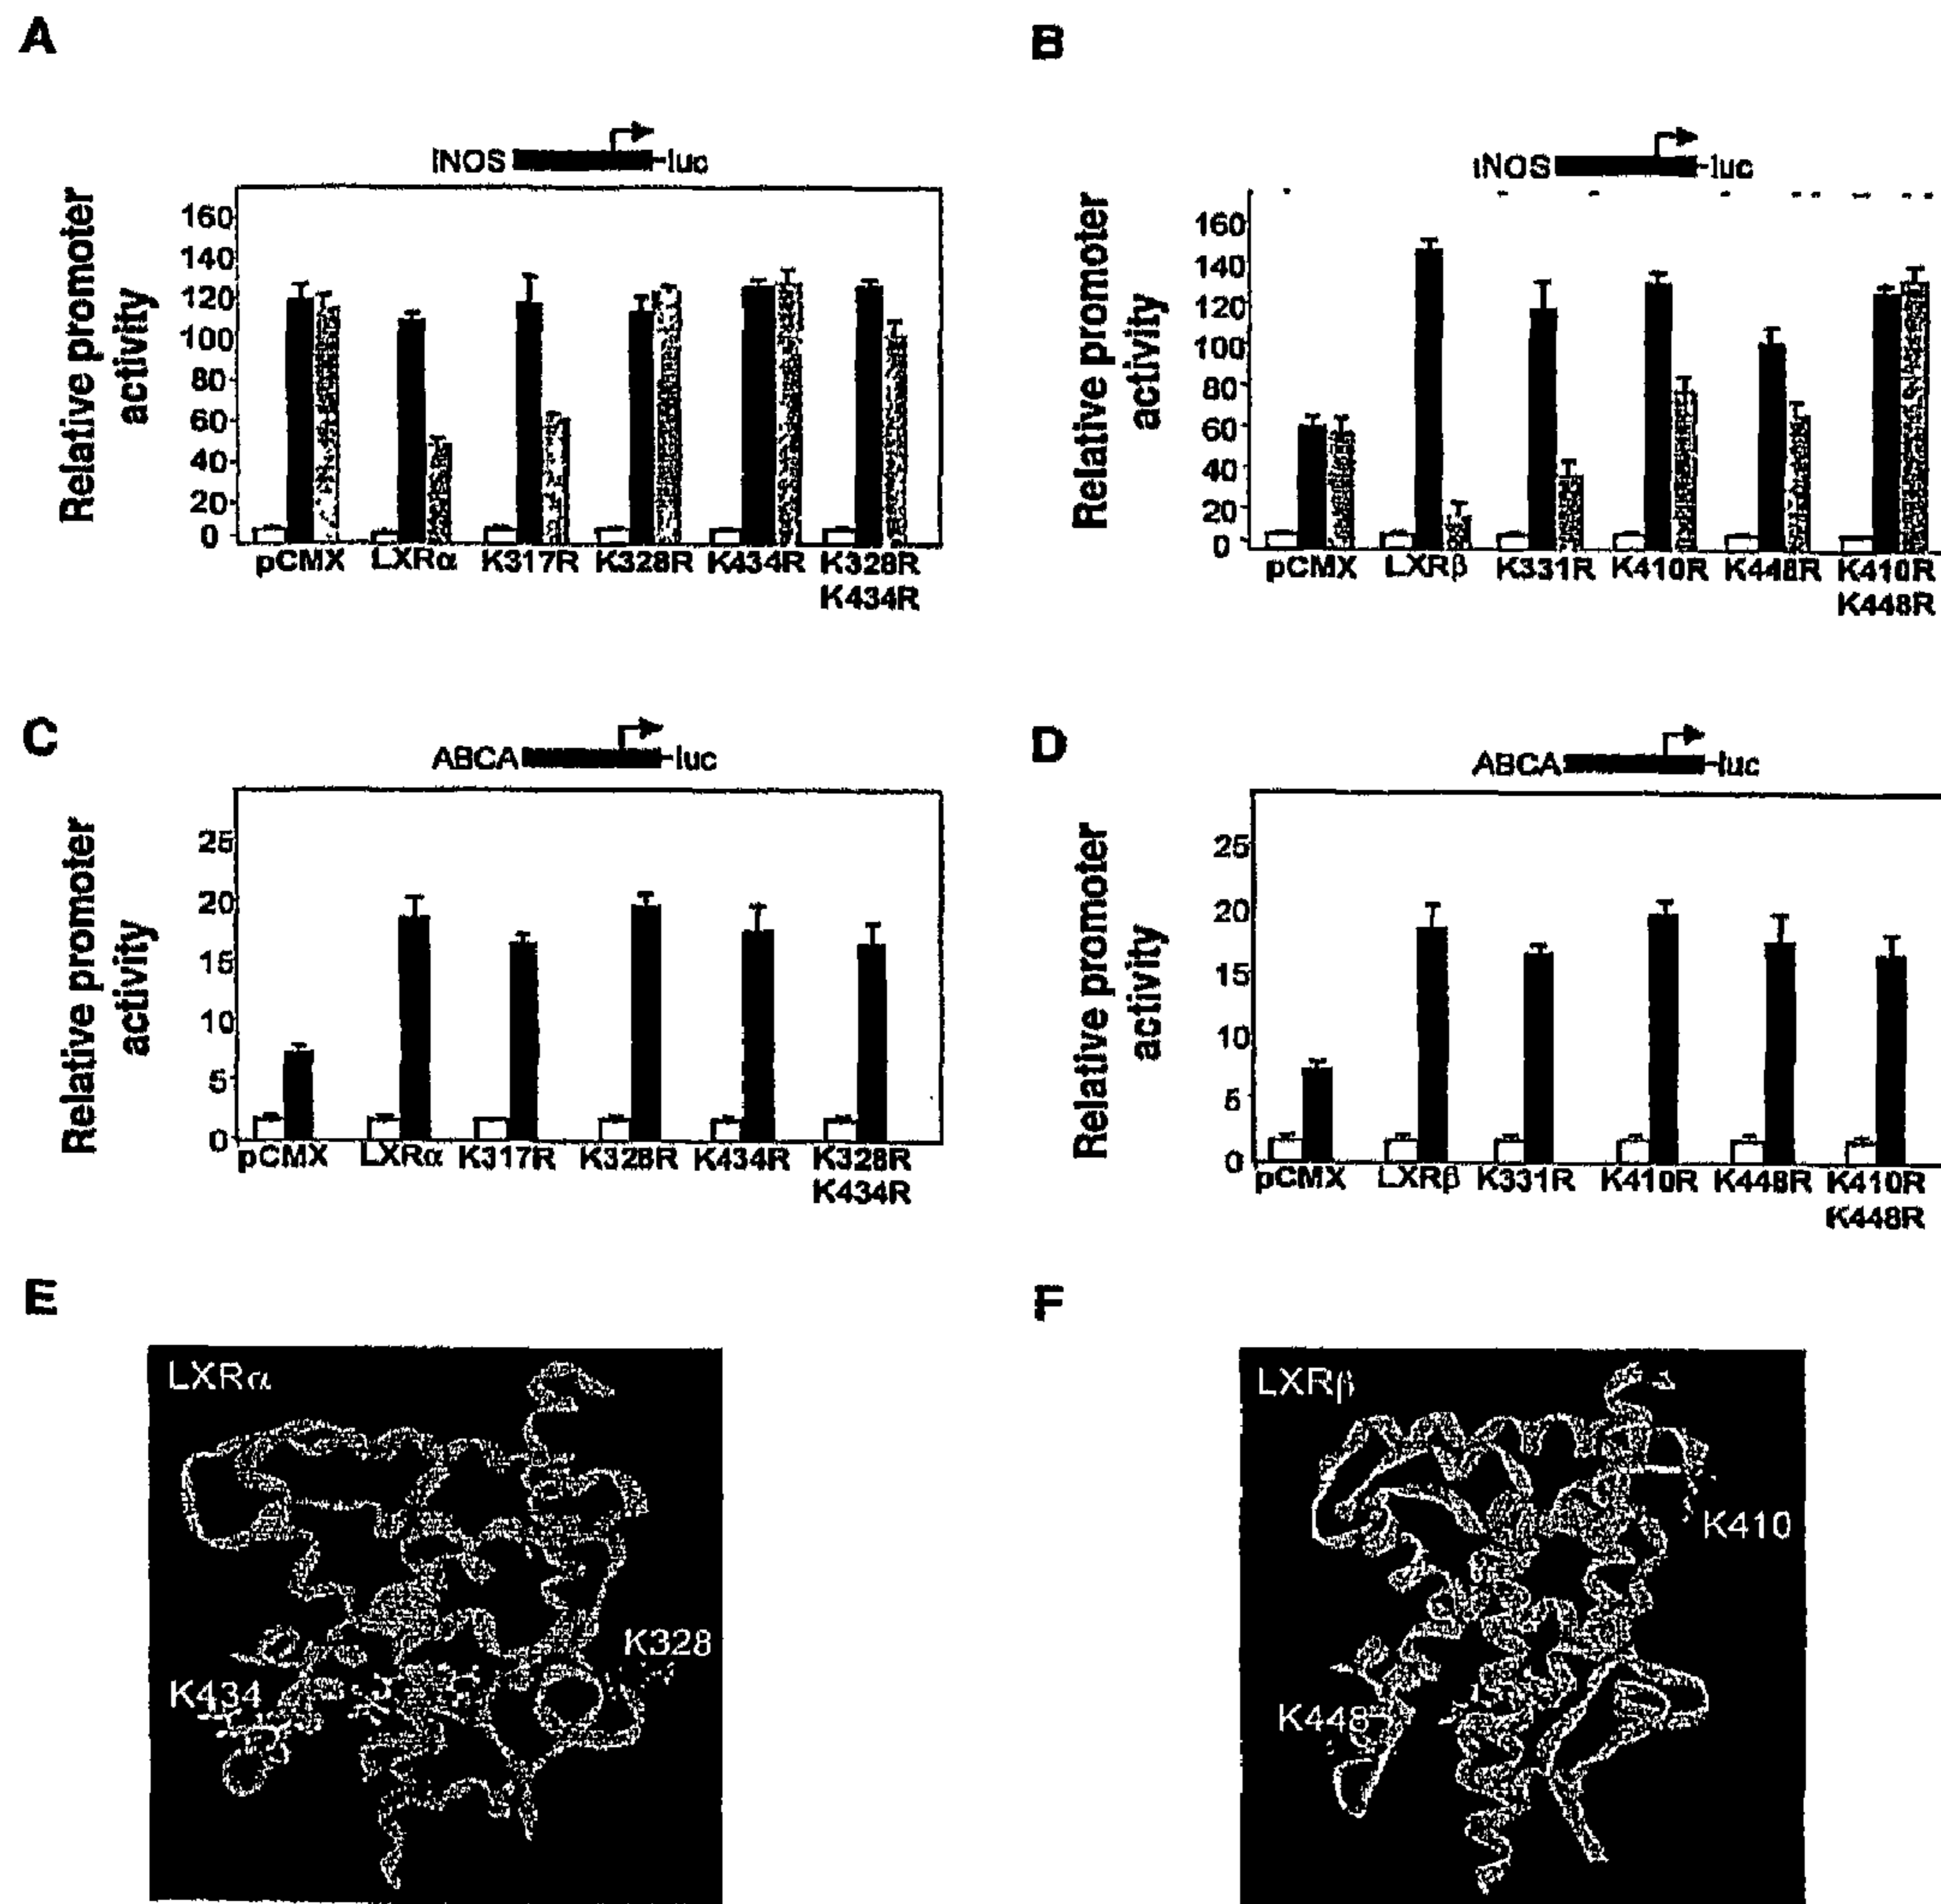 A
iNOS -luc
Relative promoter
activity
160
140
120
100
80
60
40
20
0
pCMX LXRα K317R K328R K434R K328R
K434R
B
iNOS -luc
Relative promoter
activity
160
140
120
100
80
60
40
20
0
pCMX LXRβ K331R K410R K448R K410R
K448R
C
ABCA -luc
Relative promoter
activity
25
20
15
10
5
0
pCMX LXRα K317R K328R K434R K328R
K434R
D
ABCA -luc
Relative promoter
activity
25
20
15
10
5
0
pCMX LXRβ K331R K410R K448R K410R
K448R
E
LXRα
K328
K434
F
LXRβ
K410
K448